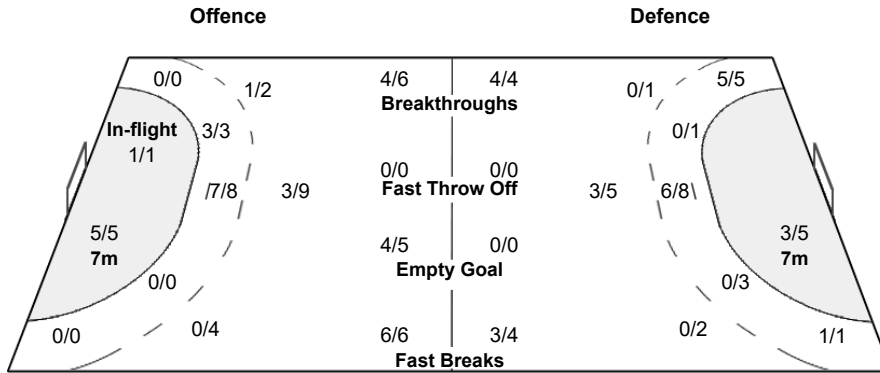 Offence Defence
0/0 4/6 4/4 5/5
1/2 0/1
Breakthroughs
In-flight 3/3 0/1
1/1
0/0 0/0
7/8 3/9 Fast Throw Off 3/5 6/8
5/5 3/5
4/5 0/0
7m 7m
Empty Goal
0/0 0/3
0/0 0/4 6/6 3/4 0/2 1/1
Fast Breaks